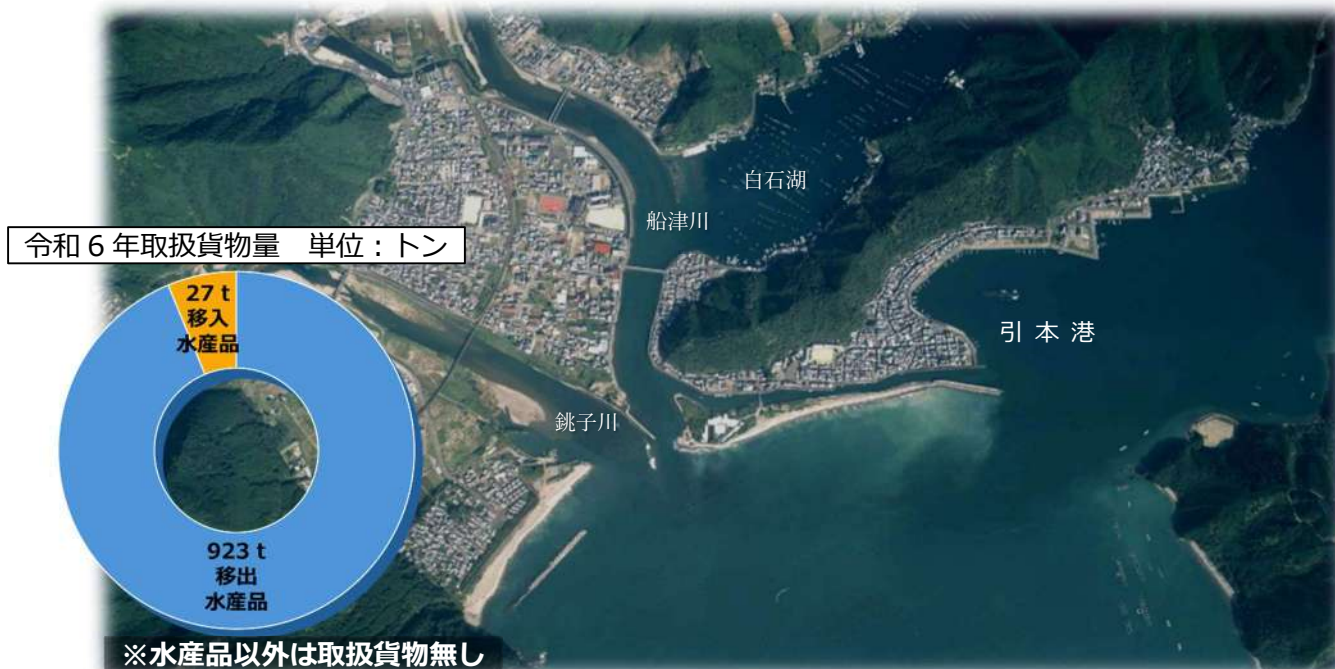 白石湖
船津川
令和6年取扱貨物量　単位：トン
27 t
移入
水産品
引 本 港
銚子川
923 t
移出
水産品
※水産品以外は取扱貨物無し